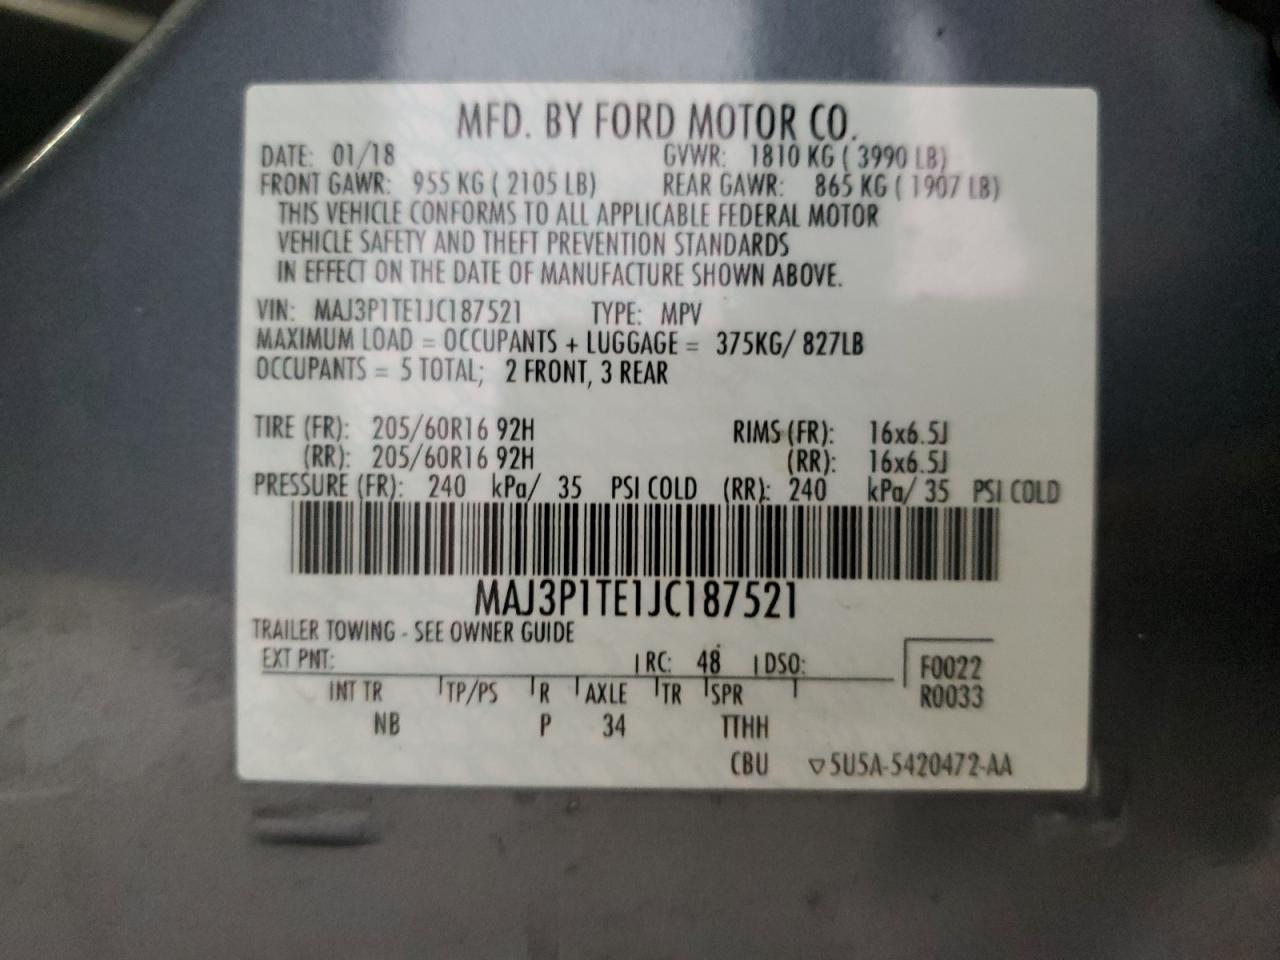 MFD. BY FORD MOTOR CO.
DATE: 01/18 GVWR: 1810 KG ( 3990 LB)
FRONT GAWR: 955 KG ( 2105 LB) REAR GAWR: 865 KG ( 1907 LB)
THIS VEHICLE CONFORMS TO ALL APPLICABLE FEDERAL MOTOR
VEHICLE SAFETY AND THEFT PREVENTION STANDARDS
IN EFFECT ON THE DATE OF MANUFACTURE SHOWN ABOVE.
VIN: MAJ3P1TE1JC187521 TYPE: MPV
MAXIMUM LOAD = OCCUPANTS + LUGGAGE = 375KG/ 827LB
OCCUPANTS = 5 TOTAL; 2 FRONT, 3 REAR
TIRE (FR): 205/60R16 92H RIMS (FR): 16x6.5J
(RR): 205/60R16 92H (RR): 16x6.5J
PRESSURE (FR): 240 kPa/ 35 PSI COLD (RR): 240 kPa/ 35 PSI COLD
MAJ3P1TE1JC187521
TRAILER TOWING - SEE OWNER GUIDE
EXT PNT: RC: 48 DSO: F0022
INT TR TP/PS R AXLE TR SPR R0033
NB P 34 TTHH
CBU ▽5U5A-5420472-AA